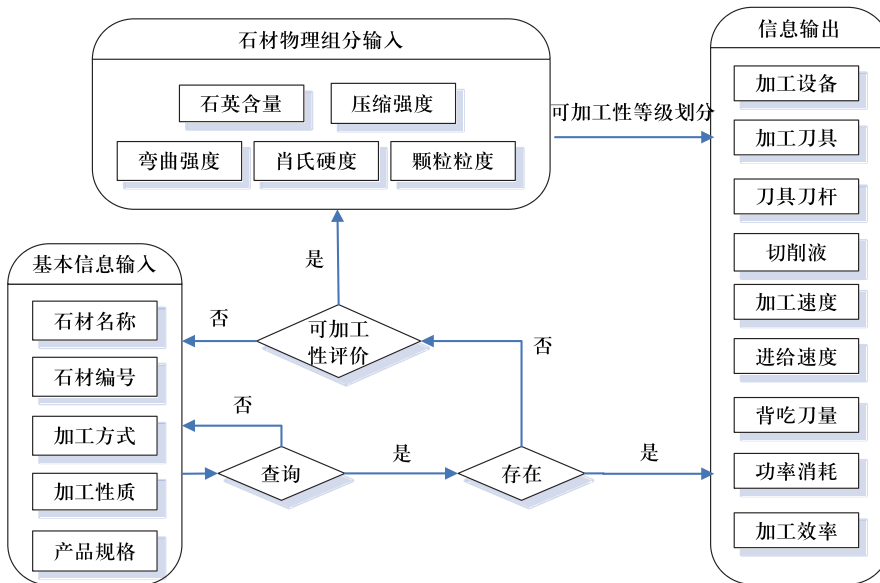 石材物理组分输入
石英含量
压缩强度
弯曲强度
肖氏硬度
颗粒粒度
可加工性等级划分
信息输出
加工设备
加工刀具
刀具刀杆
切削液
加工速度
进给速度
背吃刀量
功率消耗
加工效率
是
基本信息输入
石材名称
石材编号
加工方式
加工性质
产品规格
否
可加工
性评价
否
否
查询
是
存在
是